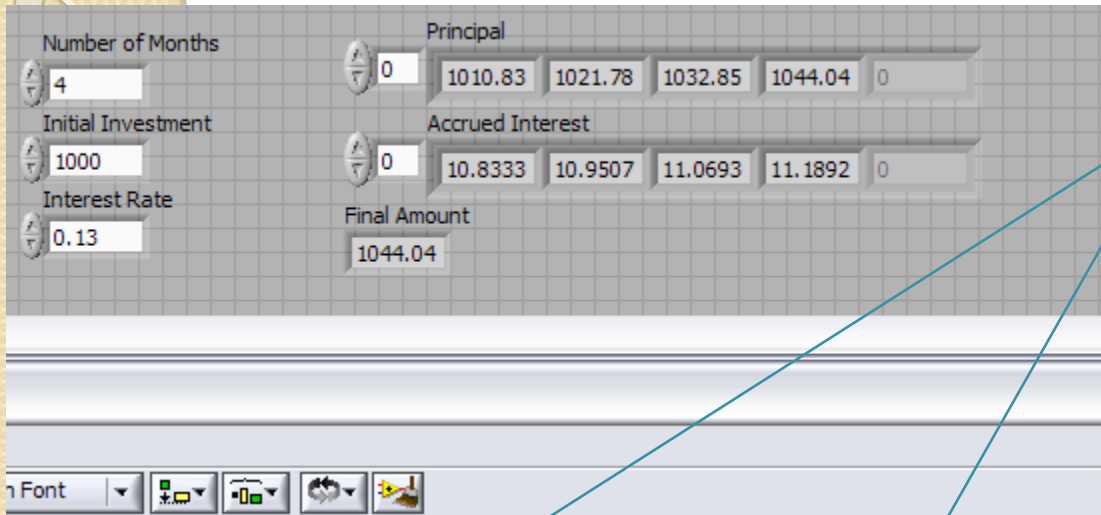 Number of Months
4
Initial Investment
1000
Interest Rate
0.13
Principal
0 1010.83 1021.78 1032.85 1044.04 0
Accrued Interest
0 10.8333 10.9507 11.0693 11.1892 0
Final Amount
1044.04
Font